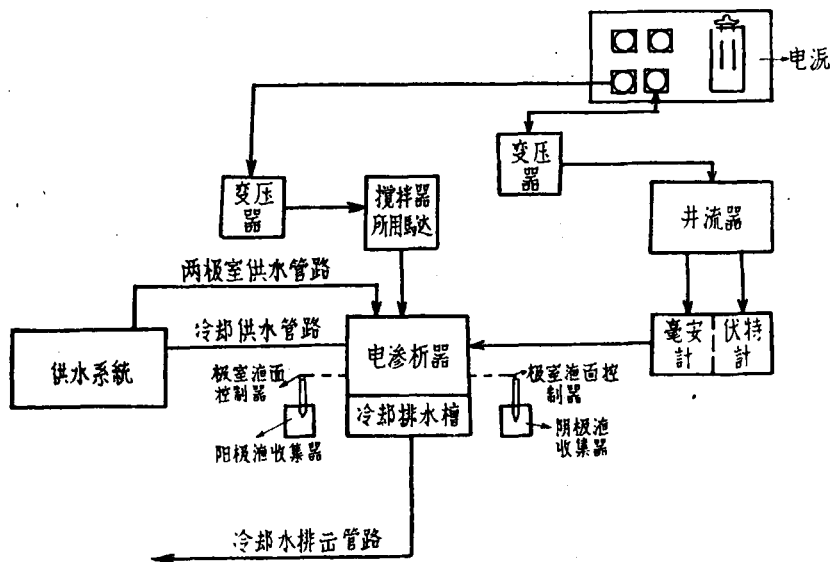 电源
变压
器
变压
器
攪拌器
所用馬达
井流器
两极室供水管路
冷却供水管路
供水系統
电渗析器
毫安
計
伏特
計
极室液面
控制器
极室液面控
制器
冷却排水槽
阳极液收集器
阴极液
收集器
冷却水排出管路